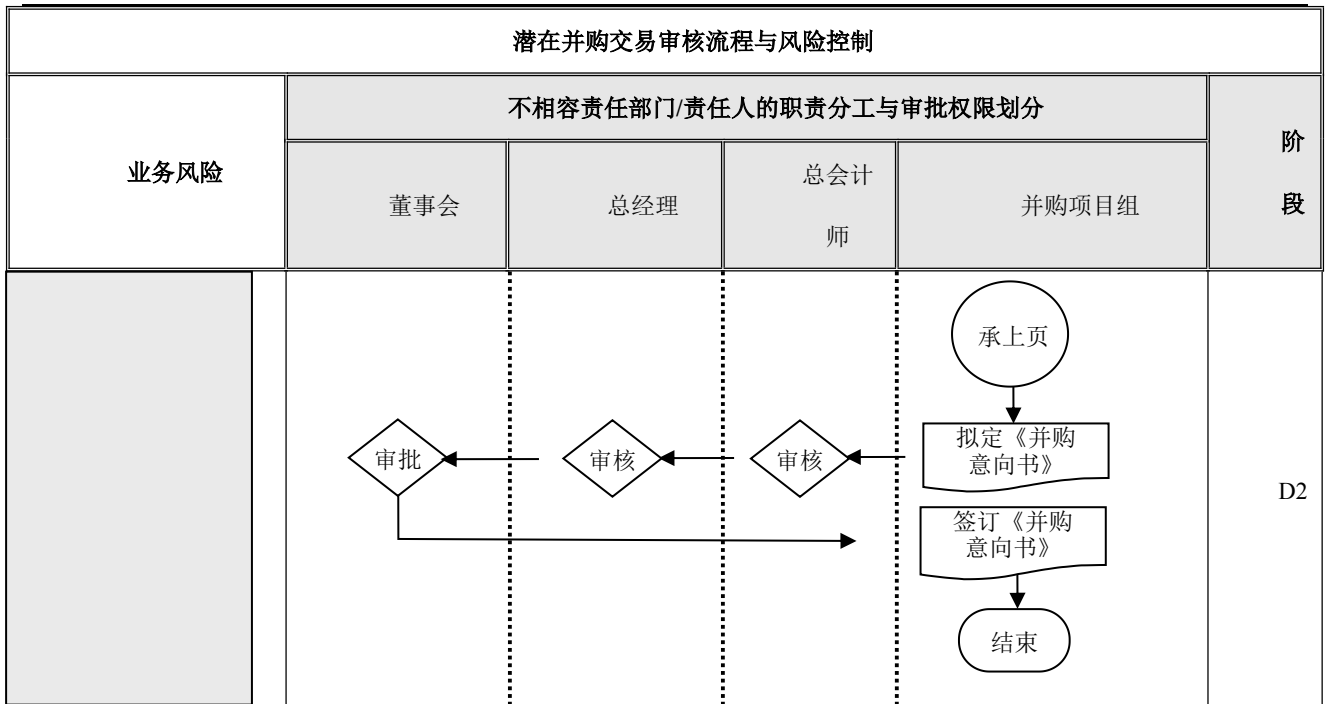 潜在并购交易审核流程与风险控制
业务风险
不相容责任部门/责任人的职责分工与审批权限划分
阶
段
董事会
总经理
总会计
师
并购项目组
承上页
拟定《并购
意向书》
审批
审核
审核
签订《并购
意向书》
D2
结束